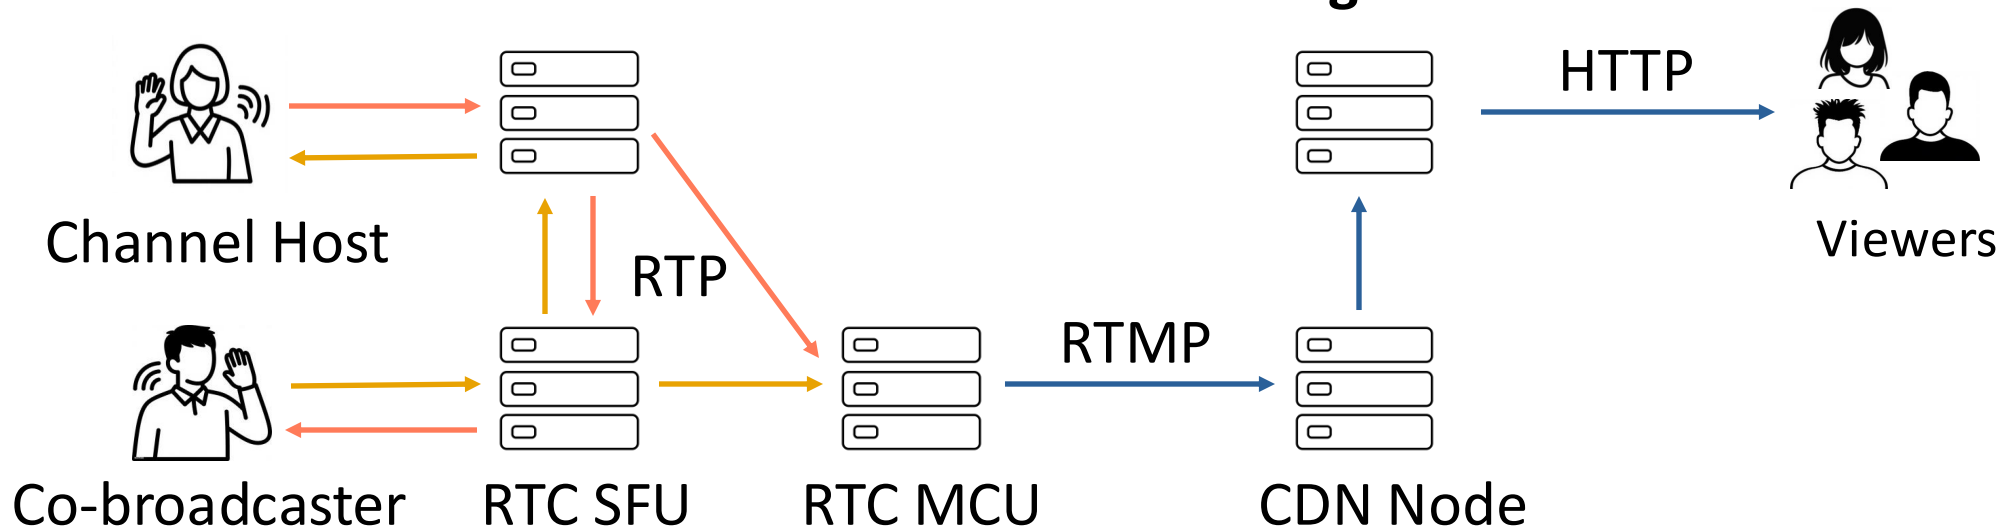 HTTP
Channel Host
Viewers
RTP
RTMP
Co-broadcaster
RTC SFU
RTC MCU
CDN Node